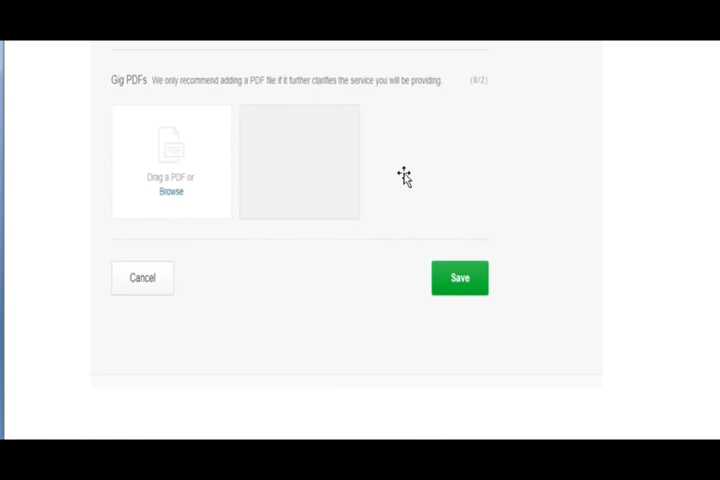 Gig PDFs We only recommend adding a PDF file if it further clarifies the service you will be providing. (0/2)
PDF
Drag a PDF or
Browse
Cancel
Save